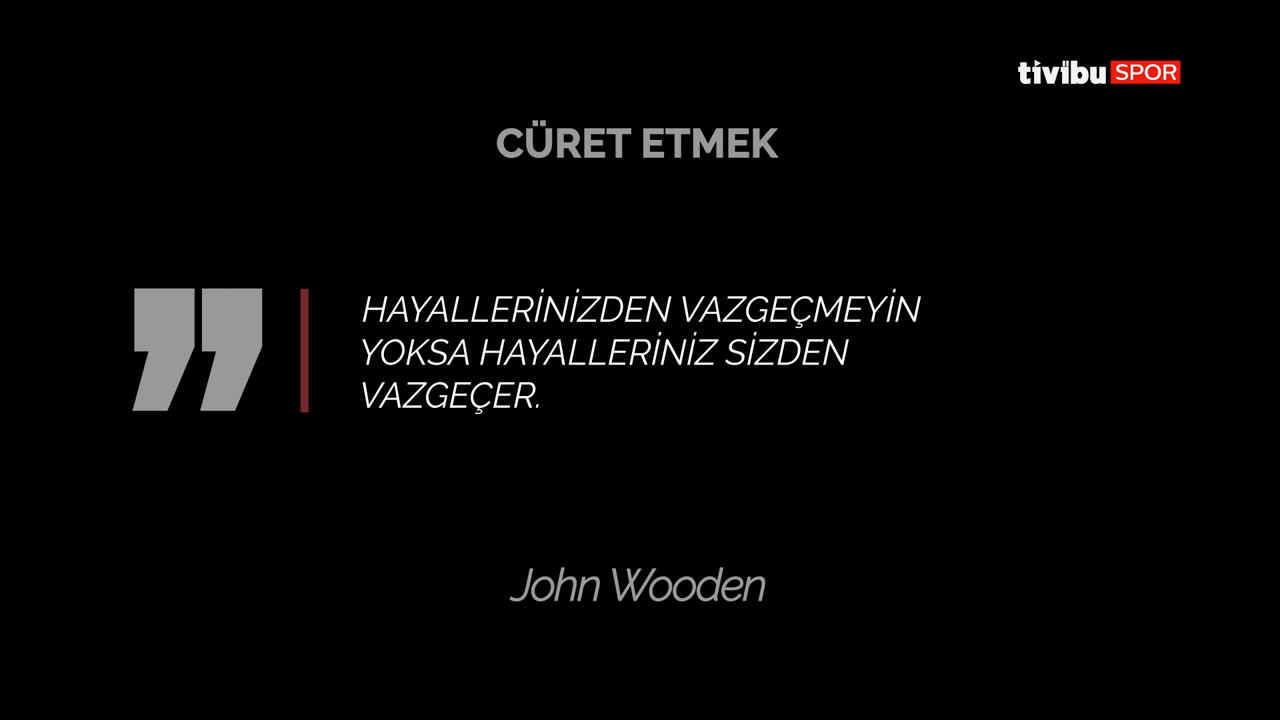 tivibu SPOR
CÜRET ETMEK
HAYALLERİNİZDEN VAZGEÇMEYİN
YOKSA HAYALLERİNİZ SİZDEN
VAZGEÇER.
John Wooden